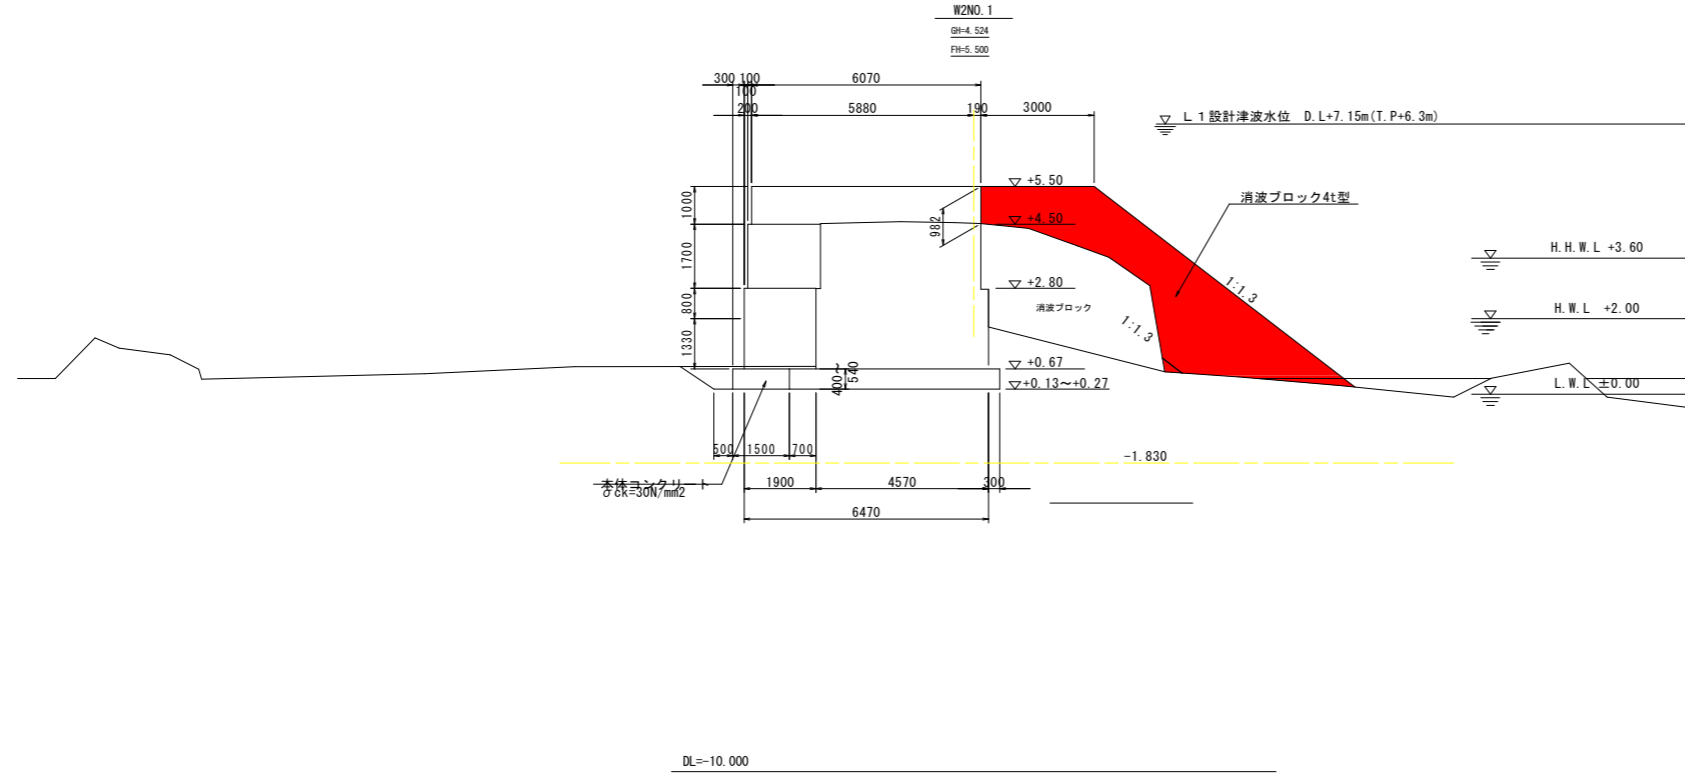 W2NO.1
GH=4.524
FH=5.500
300 100 6070
100
200 5880 190 3000
L1設計津波水位 D.L+7.15m(T.P+6.3m)
+5.50
消波ブロック4t型
1000
982
+4.50
1700
H.H.W.L +3.60
+2.80
1:1.3
800
消波ブロック
H.W.L +2.00
1:1.3
1330
+0.67
400~
540
+0.13~+0.27
L.W.L ±0.00
500 1500 700
-1.830
本体コンクリート
σck=30N/mm2
1900 4570 300
6470
DL=-10.000